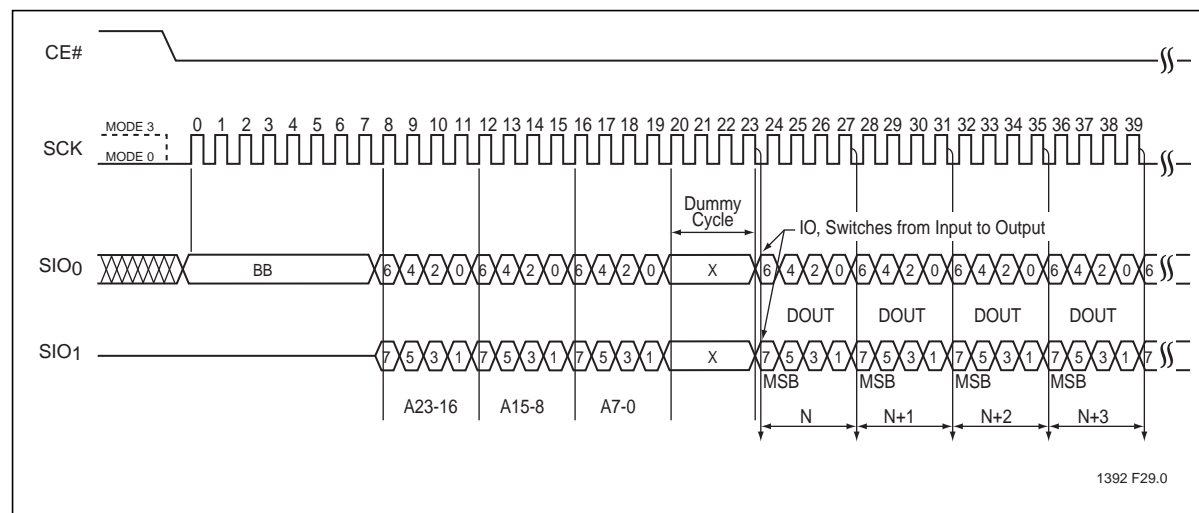 CE#
MODE 3
0 1 2 3 4 5 6 7 8 9 10 11 12 13 14 15 16 17 18 19 20 21 22 23 24 25 26 27 28 29 30 31 32 33 34 35 36 37 38 39
SCK
MODE 0
Dummy
Cycle
IO, Switches from Input to Output
SIO0
BB 6 4 2 0 6 4 2 0 6 4 2 0 X 6 4 2 0 6 4 2 0 6 4 2 0 6 4 2 0 6
DOUT DOUT DOUT DOUT
SIO1
7 5 3 1 7 5 3 1 7 5 3 1 X 7 5 3 1 7 5 3 1 7 5 3 1 7 5 3 1 7
MSB MSB MSB MSB
A23-16 A15-8 A7-0
N N+1 N+2 N+3
1392 F29.0